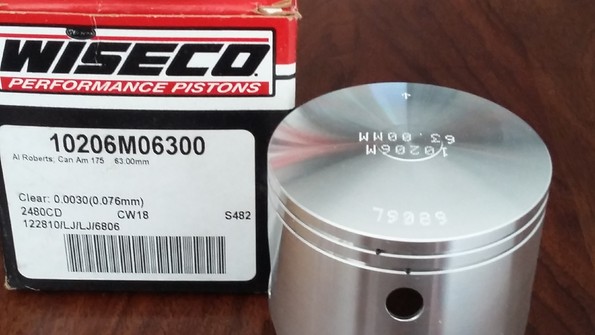 WISECO
PERFORMANCE PISTONS
10206M06300
Al Roberts, Can Am 175 63.00mm
Clear: 0.0030(0.076mm)
2480CD CW18 S482
122810/LJ/LJ/6806
10206M
63.00MM